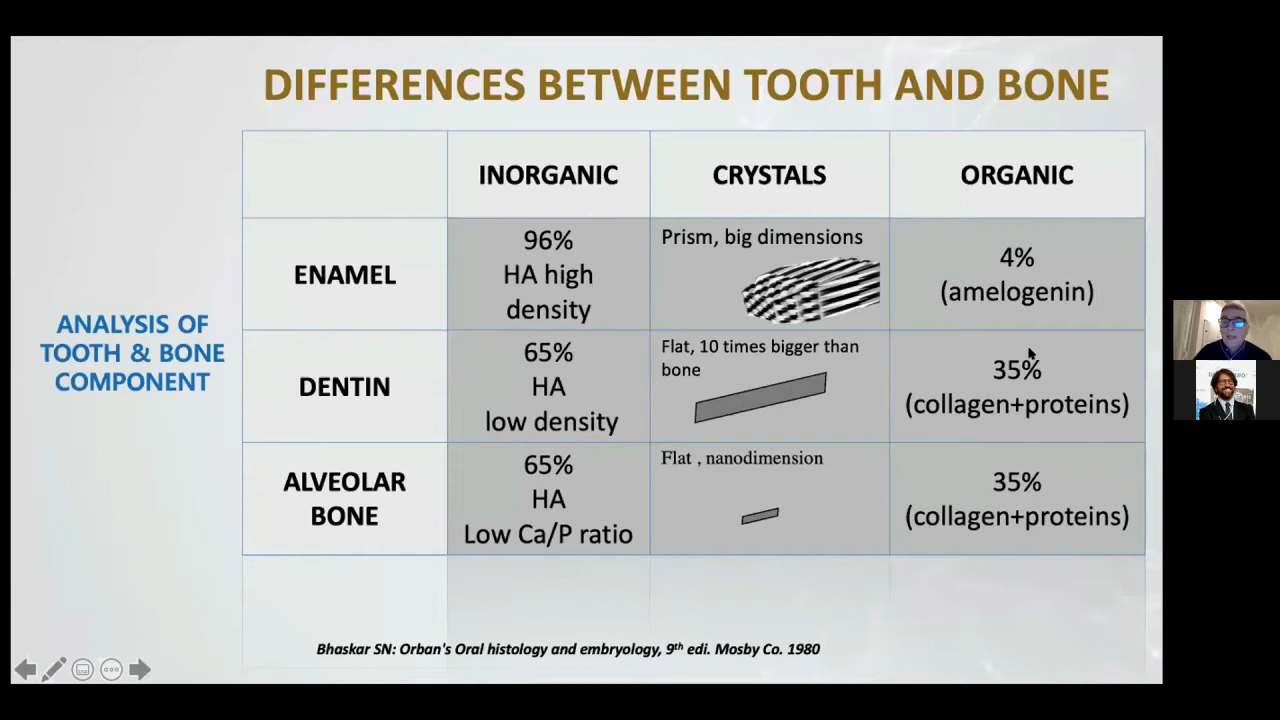 DIFFERENCES BETWEEN TOOTH AND BONE
INORGANIC
CRYSTALS
ORGANIC
ENAMEL
96%
HA high
density
Prism, big dimensions
4%
(amelogenin)
ANALYSIS OF
TOOTH & BONE
COMPONENT
DENTIN
65%
HA
low density
Flat, 10 times bigger than
bone
35%
(collagen+proteins)
ALVEOLAR
BONE
65%
HA
Low Ca/P ratio
Flat , nanodimension
35%
(collagen+proteins)
Bhaskar SN: Orban's Oral histology and embryology, 9th edi. Mosby Co. 1980